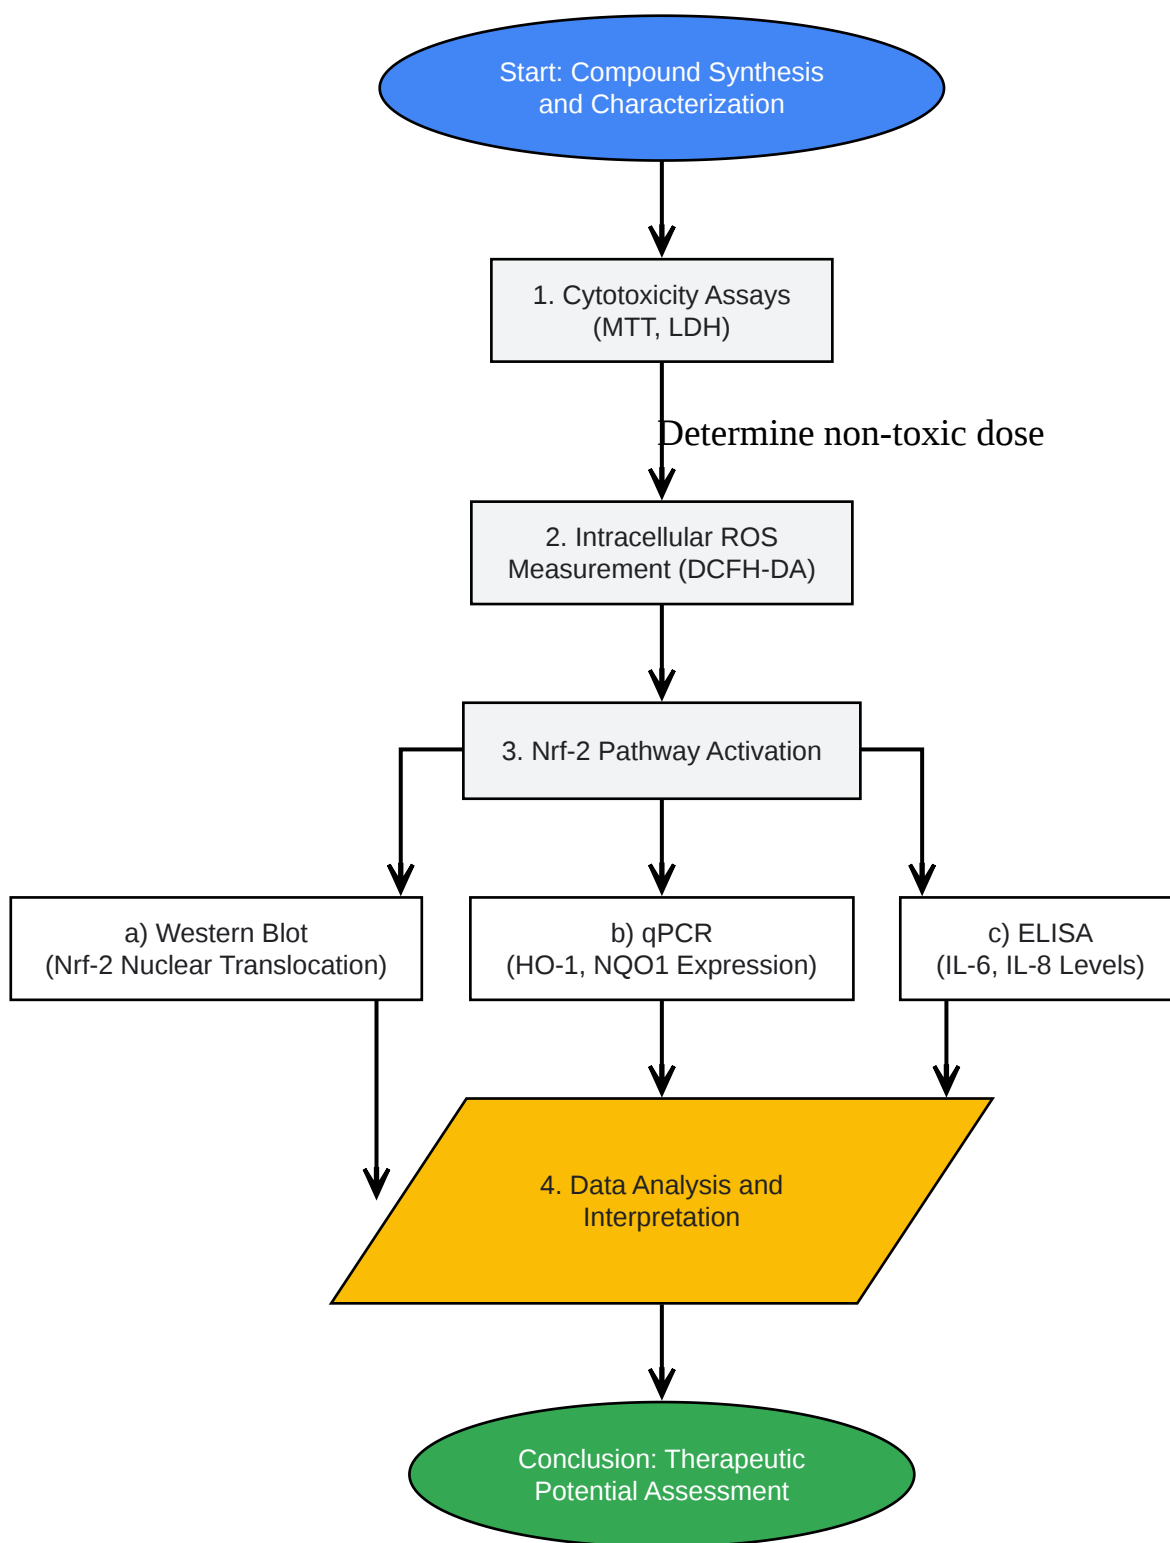 Start: Compound Synthesis
and Characterization
1. Cytotoxicity Assays
(MTT, LDH)
Determine non-toxic dose
2. Intracellular ROS
Measurement (DCFH-DA)
3. Nrf-2 Pathway Activation
a) Western Blot
(Nrf-2 Nuclear Translocation)
b) qPCR
(HO-1, NQO1 Expression)
c) ELISA
(IL-6, IL-8 Levels)
4. Data Analysis and
Interpretation
Conclusion: Therapeutic
Potential Assessment